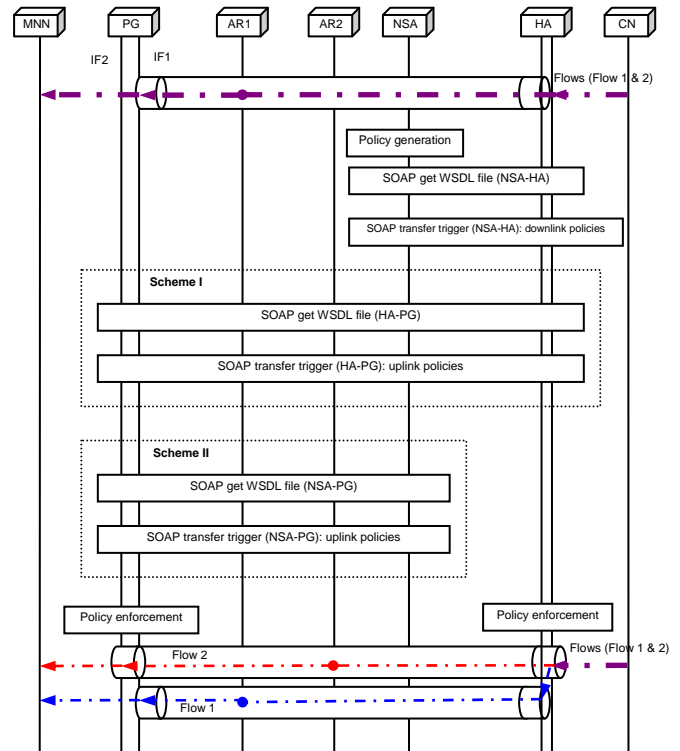 MNN PG AR1 AR2 NSA HA CN
IF2 IF1
Flows (Flow 1 & 2)
Policy generation
SOAP get WSDL file (NSA-HA)
SOAP transfer trigger (NSA-HA): downlink policies
Scheme I
SOAP get WSDL file (HA-PG)
SOAP transfer trigger (HA-PG): uplink policies
Scheme II
SOAP get WSDL file (NSA-PG)
SOAP transfer trigger (NSA-PG): uplink policies
Policy enforcement Policy enforcement
Flow 2 Flows (Flow 1 & 2)
Flow 1